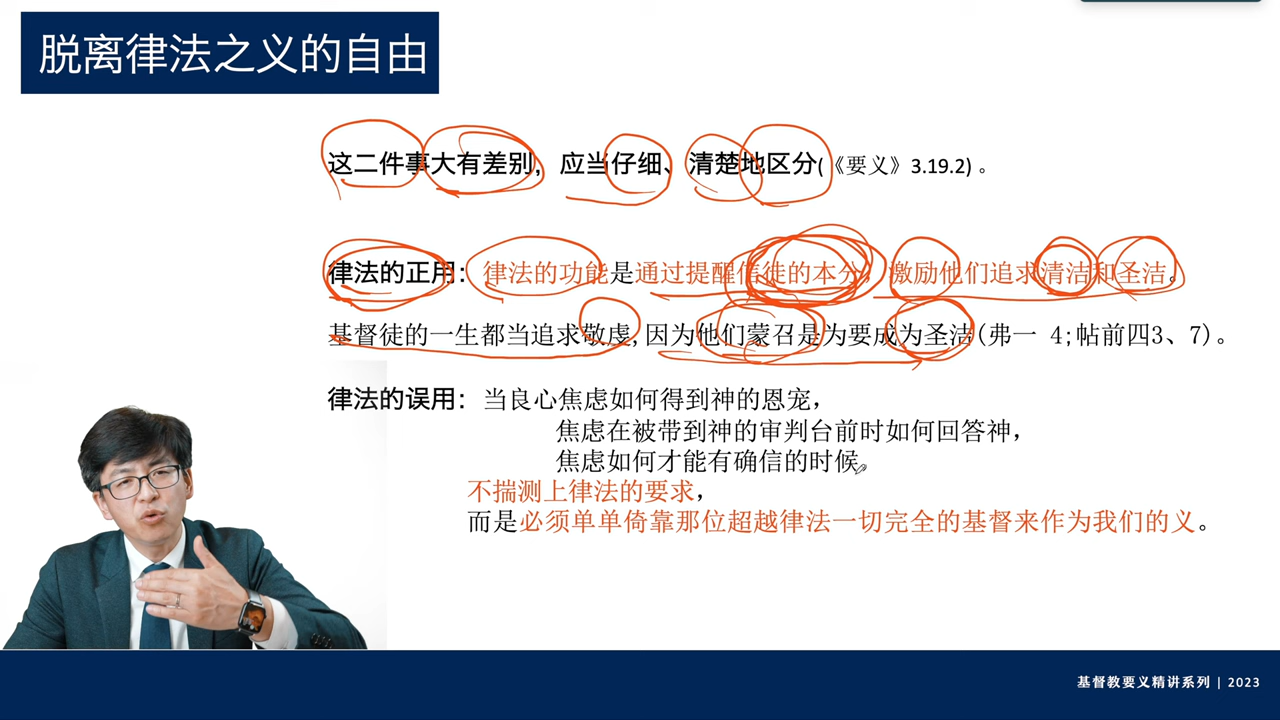 脱离律法之义的自由
这二件事大有差别，应当仔细、清楚地区分(《要义》3.19.2) 。
律法的正用：律法的功能是通过提醒信徒的本分，激励他们追求清洁和圣洁。
基督徒的一生都当追求敬虔,因为他们蒙召是为要成为圣洁(弗一 4;帖前四3、7)。
律法的误用：当良心焦虑如何得到神的恩宠，
焦虑在被带到神的审判台前时如何回答神，
焦虑如何才能有确信的时候。
不揣测上律法的要求，
而是必须单单倚靠那位超越律法一切完全的基督来作为我们的义。
基督教要义精讲系列 | 2023